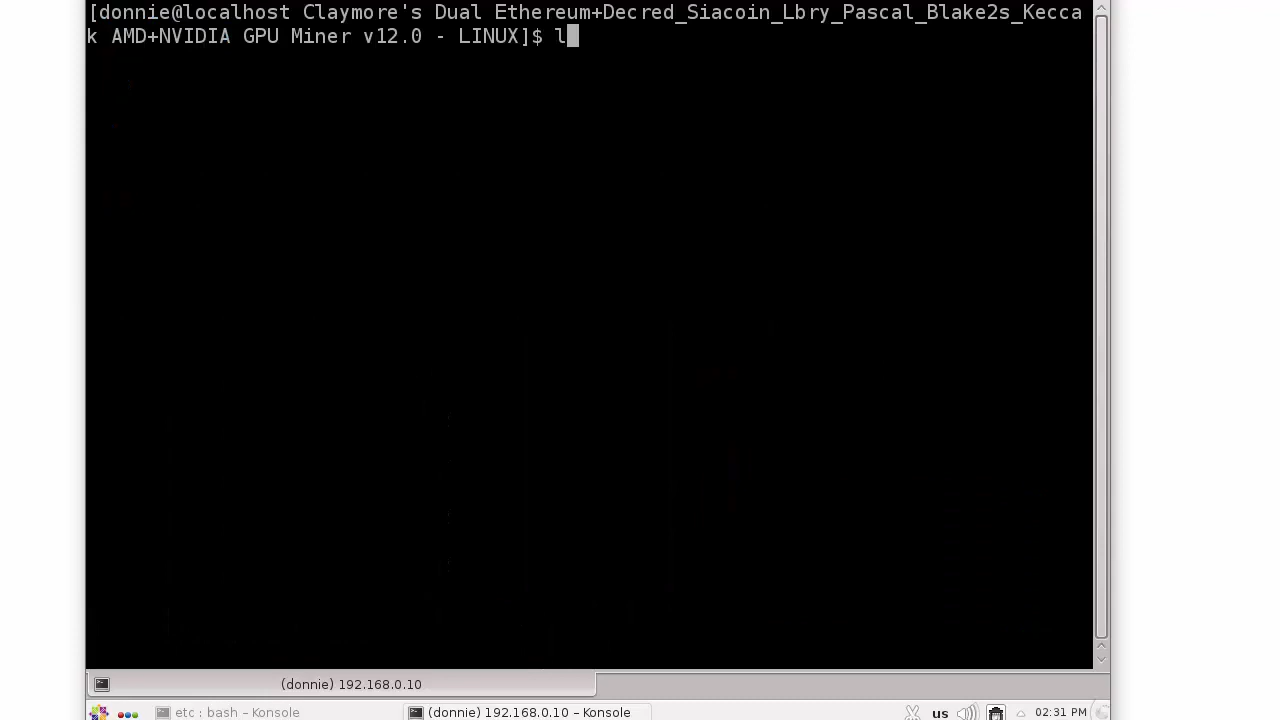 [donnie@localhost Claymore's Dual Ethereum+Decred_Siacoin_Lbry_Pascal_Blake2s_Kecca
k AMD+NVIDIA GPU Miner v12.0 - LINUX]$ l
(donnie) 192.168.0.10
etc : bash – Konsole
(donnie) 192.168.0.10 – Konsole
us
02:31 PM